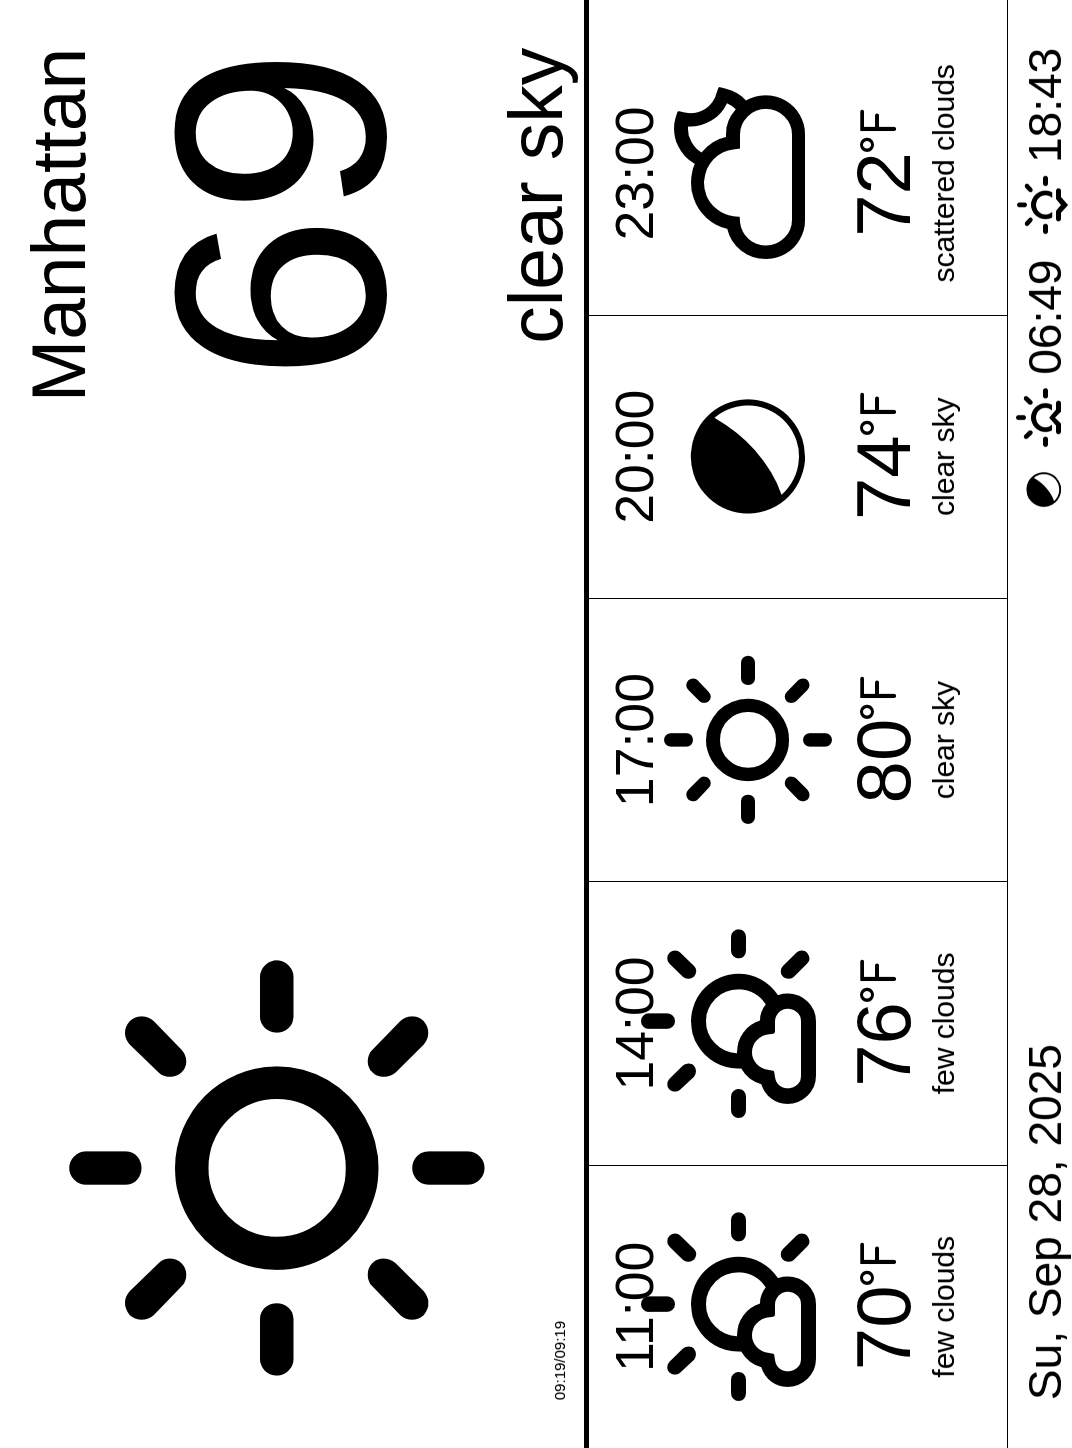 Manhattan
69
clear sky
09:19/09:19
11:00
70°F
few clouds
14:00
76°F
few clouds
17:00
80°F
clear sky
20:00
74°F
clear sky
23:00
72°F
scattered clouds
Su, Sep 28, 2025
06:49 18:43